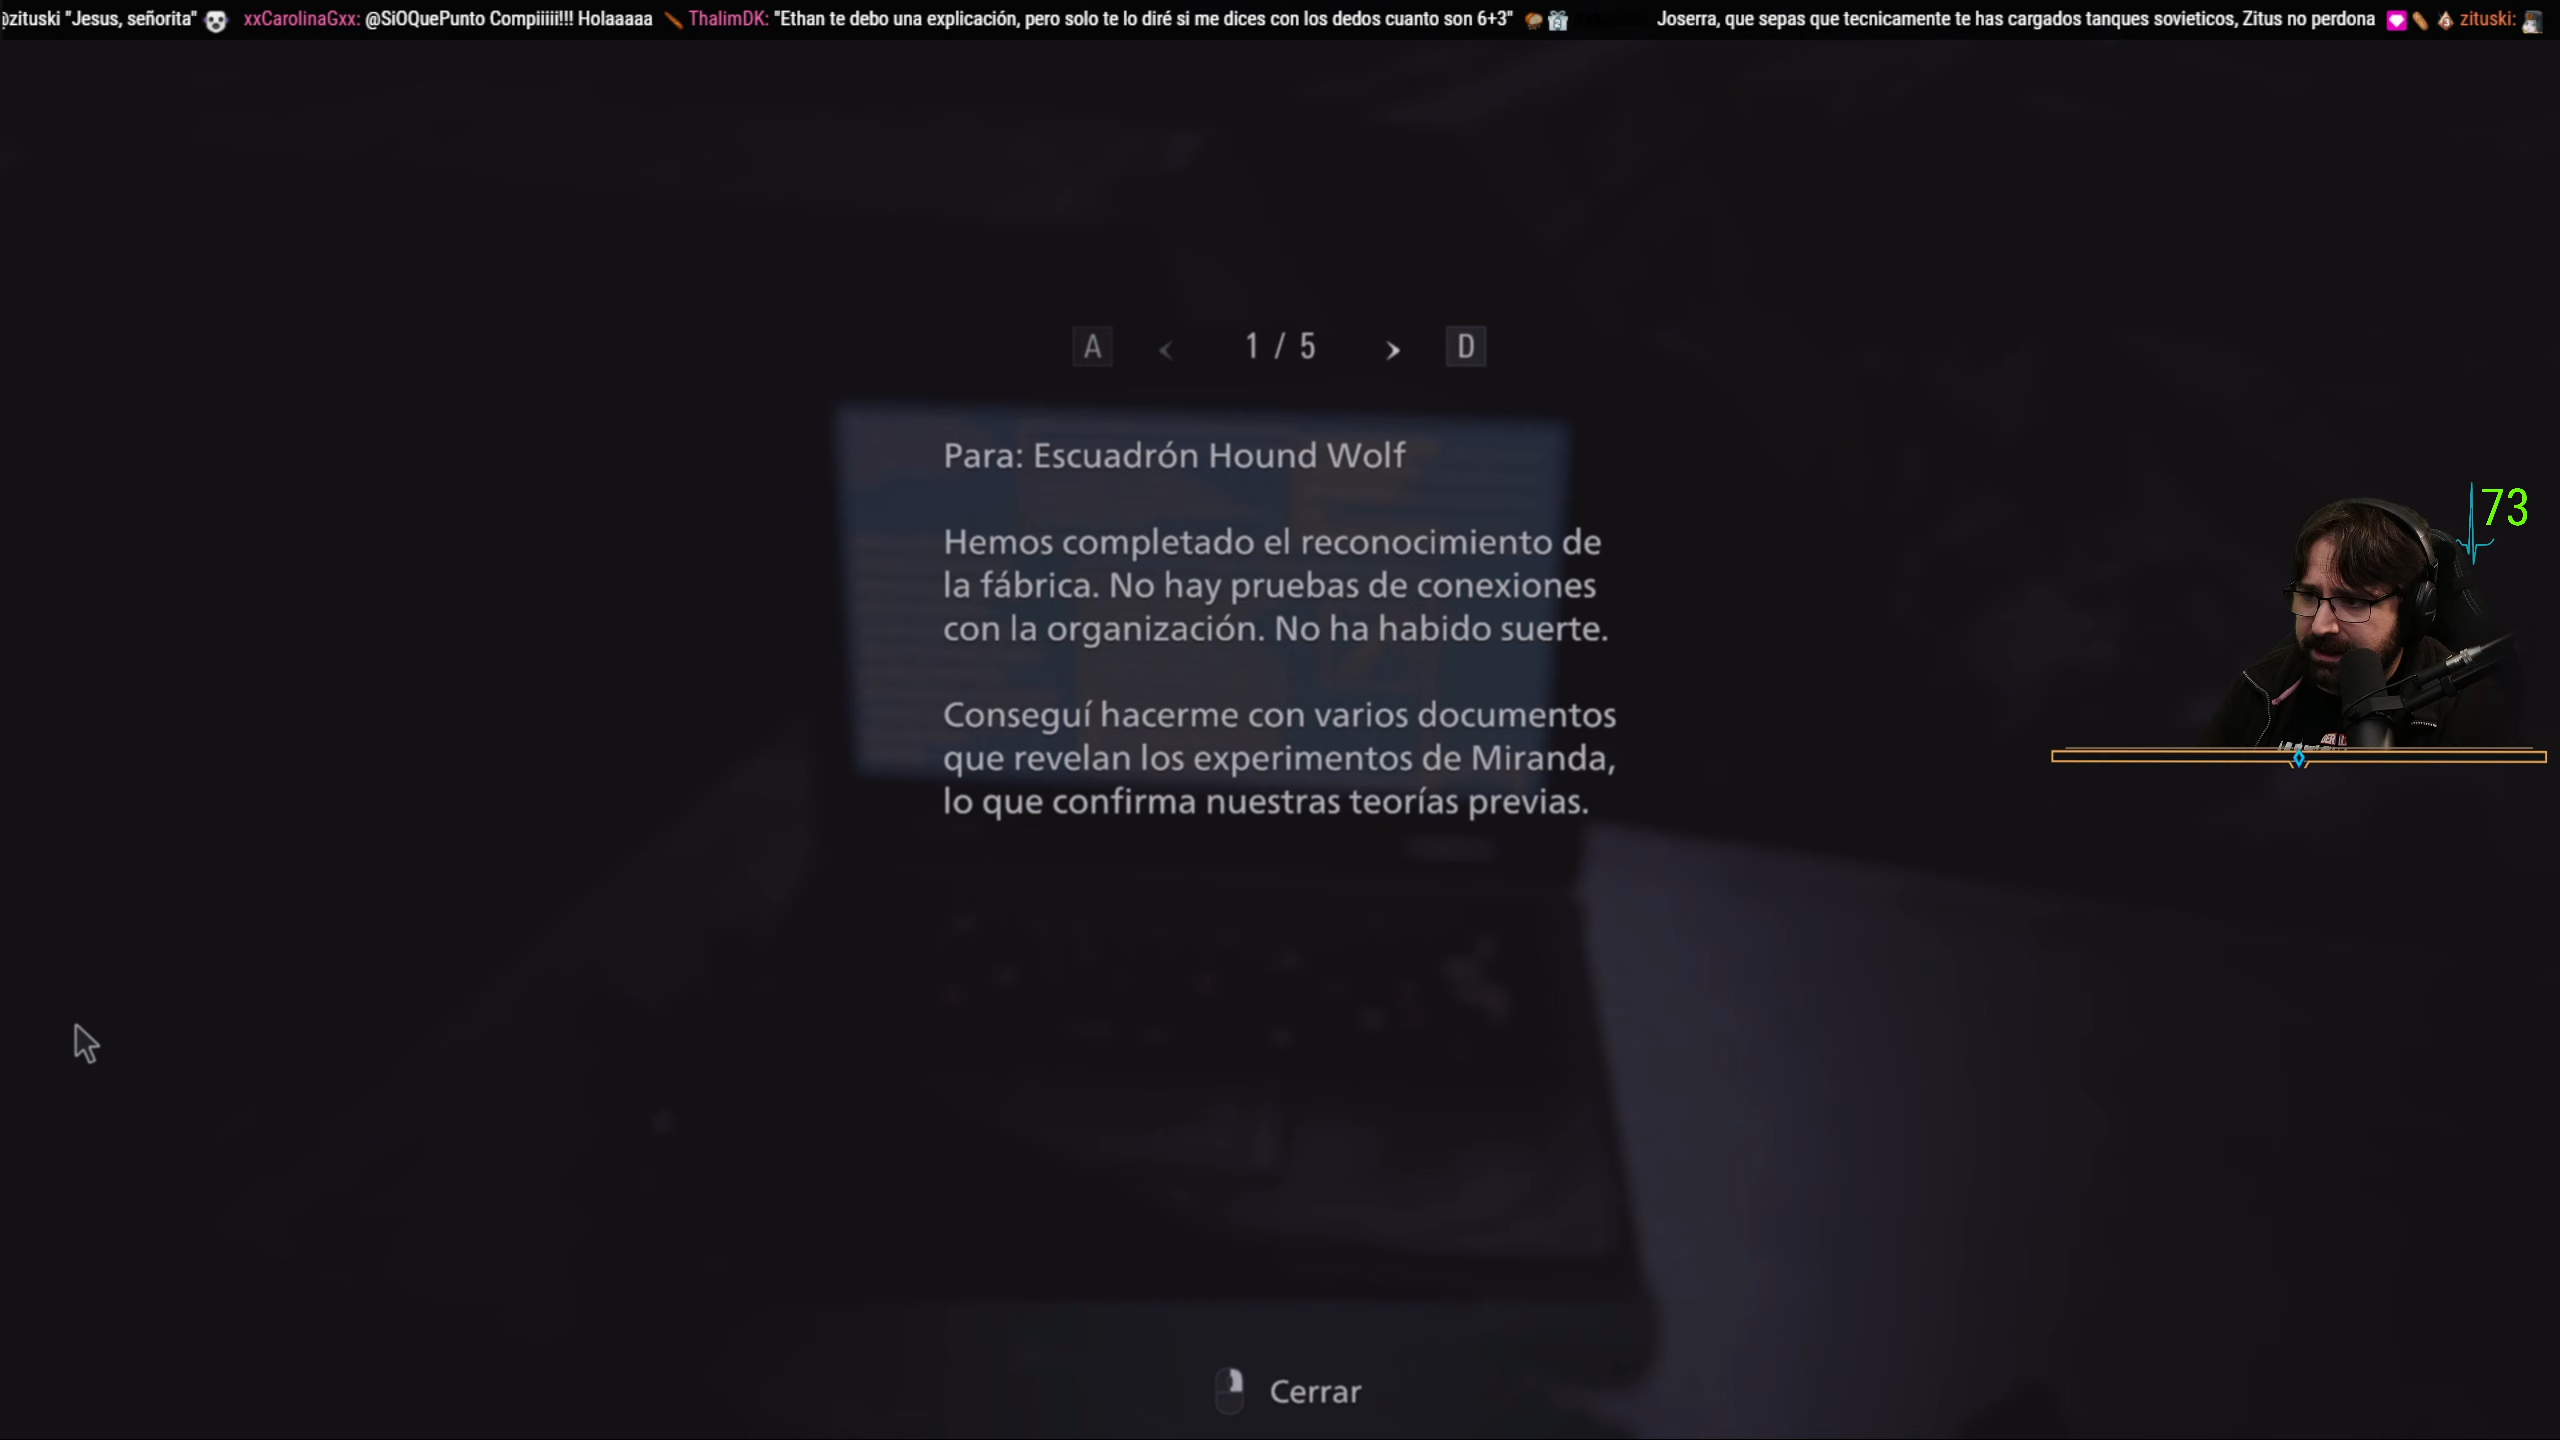 zituski "Jesus, señorita" xxCarolinaGxx: @SiOQuePunto Compiiiii!!! Holaaaaa ThalimDK: "Ethan te debo una explicación, pero solo te lo diré si me dices con los dedos cuanto son 6+3" Joserra, que sepas que tecnicamente te has cargados tanques sovieticos, Zitus no perdona zituski:
A < 1 / 5 > D
Para: Escuadrón Hound Wolf
Hemos completado el reconocimiento de
la fábrica. No hay pruebas de conexiones
con la organización. No ha habido suerte.
Conseguí hacerme con varios documentos
que revelan los experimentos de Miranda,
lo que confirma nuestras teorías previas.
73
Cerrar